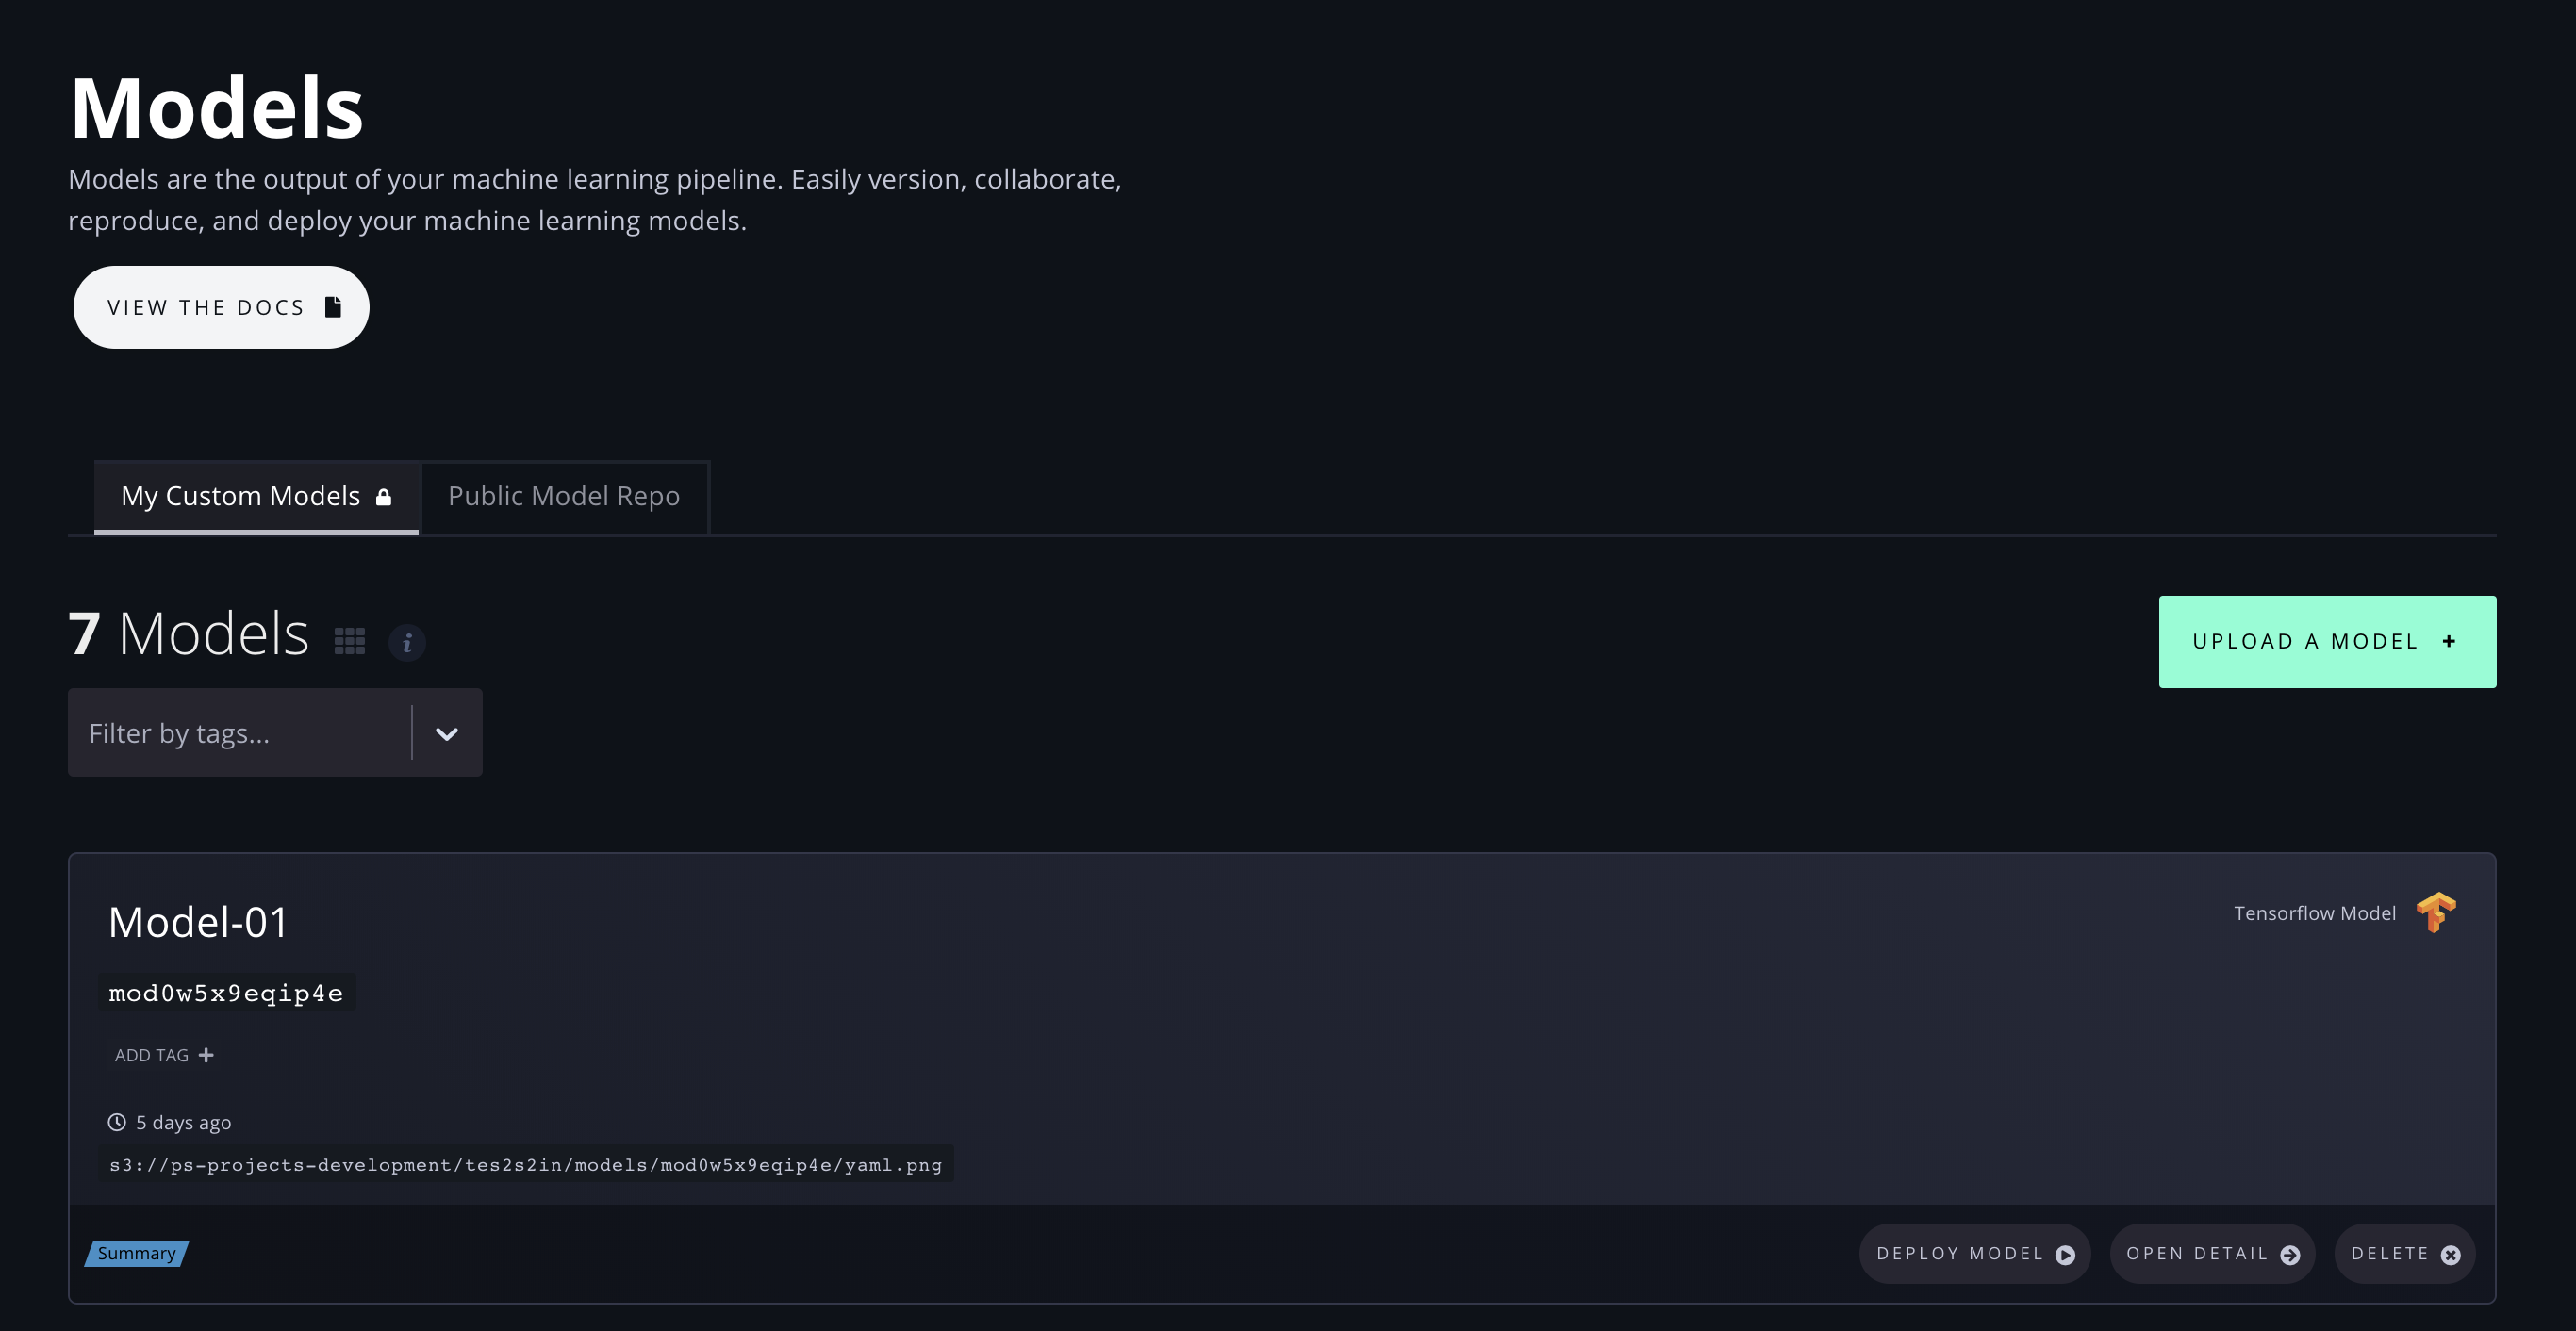 Models
Models are the output of your machine learning pipeline. Easily version, collaborate,
reproduce, and deploy your machine learning models.
VIEW THE DOCS
My Custom Models
Public Model Repo
7 Models
i
UPLOAD A MODEL +
Filter by tags...
Model-01
Tensorflow Model
mod0w5x9eqip4e
ADD TAG +
5 days ago
s3://ps-projects-development/tes2s2in/models/mod0w5x9eqip4e/yaml.png
Summary
DEPLOY MODEL
OPEN DETAIL
DELETE